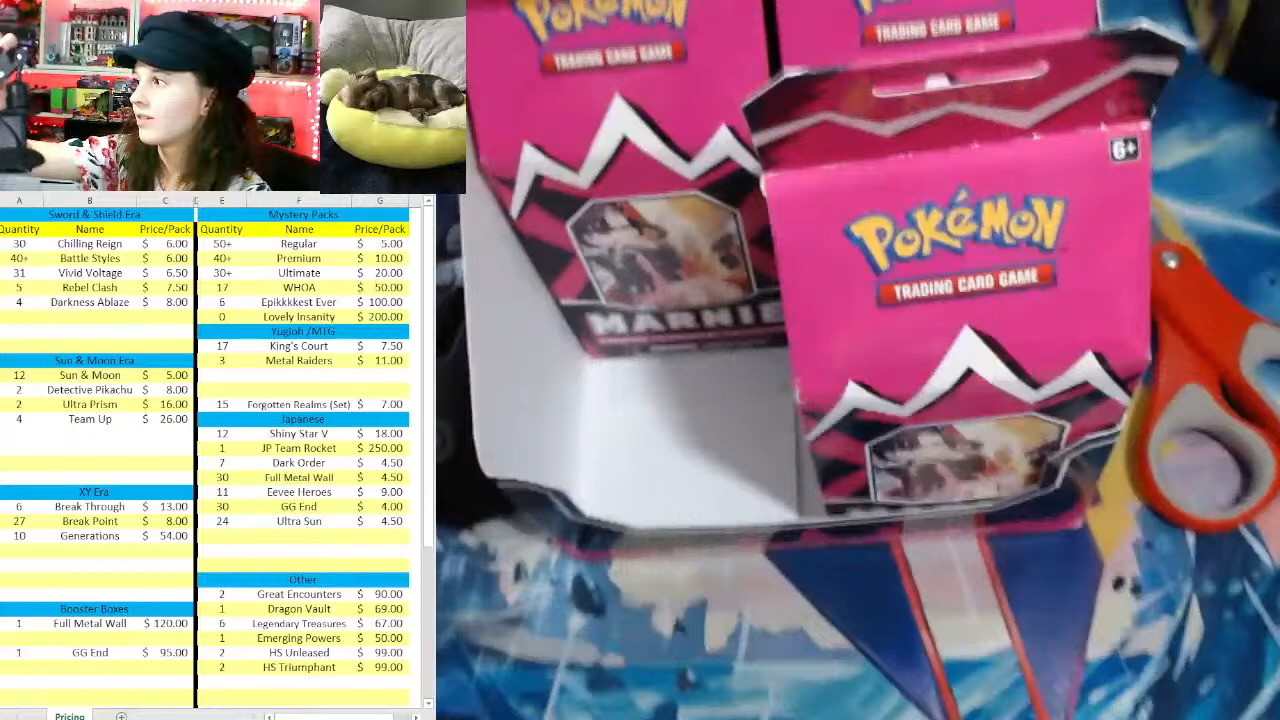 A B C E F G
Sword & Shield Era Mystery Packs
Quantity Name Price/Pack Quantity Name Price/Pack
30 Chilling Reign $ 6.00 50+ Regular $ 5.00
40+ Battle Styles $ 6.00 40+ Premium $ 10.00
31 Vivid Voltage $ 6.50 30+ Ultimate $ 20.00
5 Rebel Clash $ 7.50 17 WHOA $ 50.00
4 Darkness Ablaze $ 8.00 6 Epikkkkest Ever $ 100.00
0 Lovely Insanity $ 200.00
Yugioh /MTG
17 King's Court $ 7.50
Sun & Moon Era 3 Metal Raiders $ 11.00
12 Sun & Moon $ 5.00
2 Detective Pikachu $ 8.00
2 Ultra Prism $ 16.00 15 Forgotten Realms (Set) $ 7.00
4 Team Up $ 26.00 Japanese
12 Shiny Star V $ 18.00
1 JP Team Rocket $ 250.00
7 Dark Order $ 4.50
30 Full Metal Wall $ 4.50
XY Era 11 Eevee Heroes $ 9.00
6 Break Through $ 13.00 30 GG End $ 4.00
27 Break Point $ 8.00 24 Ultra Sun $ 4.50
10 Generations $ 54.00
Other
2 Great Encounters $ 90.00
Booster Boxes 1 Dragon Vault $ 69.00
1 Full Metal Wall $ 120.00 6 Legendary Treasures $ 67.00
1 Emerging Powers $ 50.00
1 GG End $ 95.00 2 HS Unleashed $ 99.00
2 HS Triumphant $ 99.00
Pricing
POKéMON
TRADING CARD GAME
MARNIE
TRADING CARD GAME
6+
POKéMON
TRADING CARD GAME